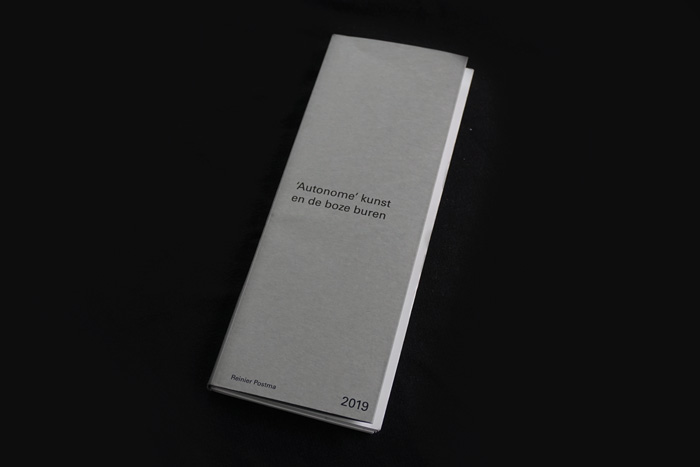 ‘Autonome’ kunst
en de boze buren
Reinier Postma
2019